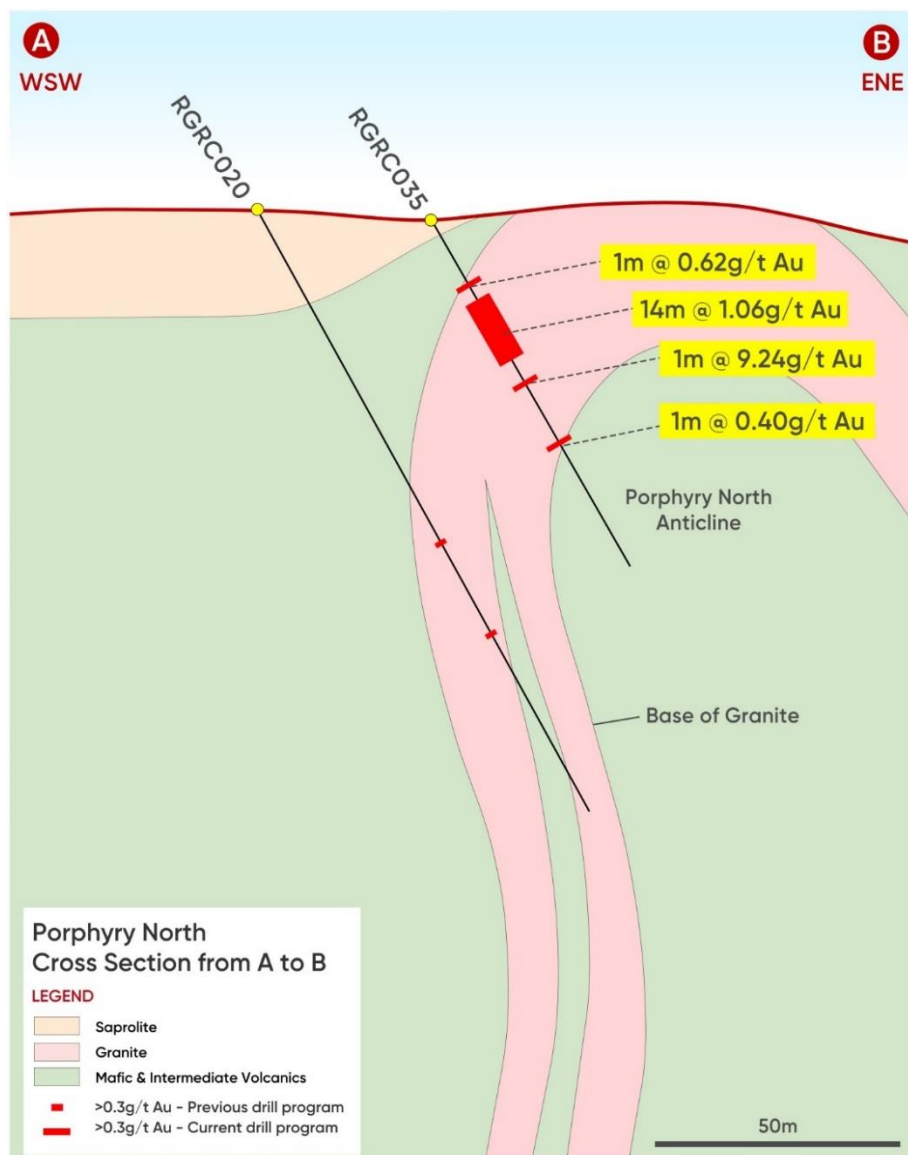 A
WSW
B
ENE
RGRC020
RGRC035
1m @ 0.62g/t Au
14m @ 1.06g/t Au
1m @ 9.24g/t Au
1m @ 0.40g/t Au
Porphyry North
Anticline
Base of Granite
Porphyry North
Cross Section from A to B
LEGEND
Saprolite
Granite
Mafic & Intermediate Volcanics
>0.3g/t Au - Previous drill program
>0.3g/t Au - Current drill program
50m